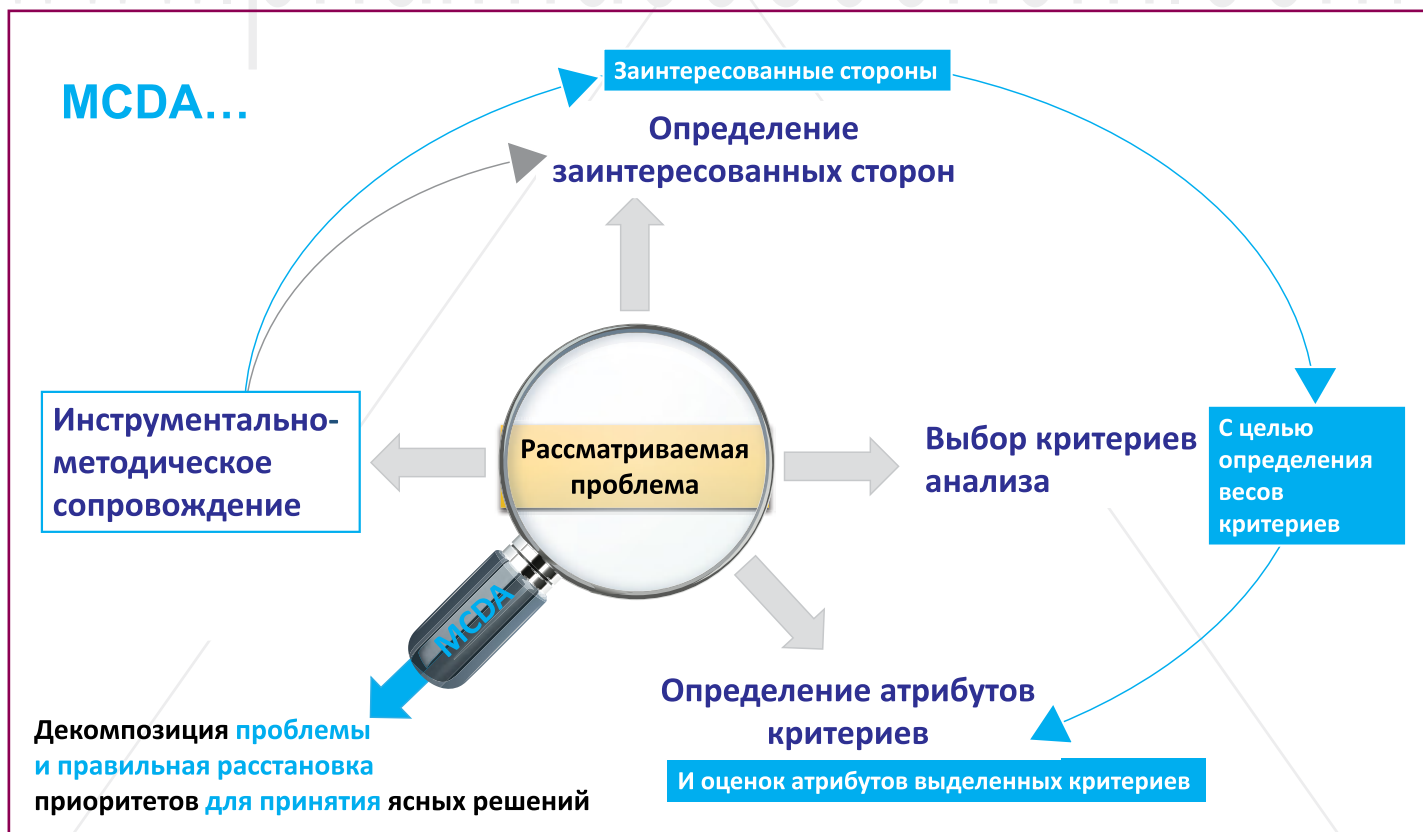 MCDA...
Заинтересованные стороны
Определение
заинтересованных сторон
Инструментально-
методическое
сопровождение
Рассматриваемая
проблема
Выбор критериев
анализа
С целью
определения
весов
критериев
MCDA
Определение атрибутов
критериев
И оценок атрибутов выделенных критериев
Декомпозиция проблемы
и правильная расстановка
приоритетов для принятия ясных решений